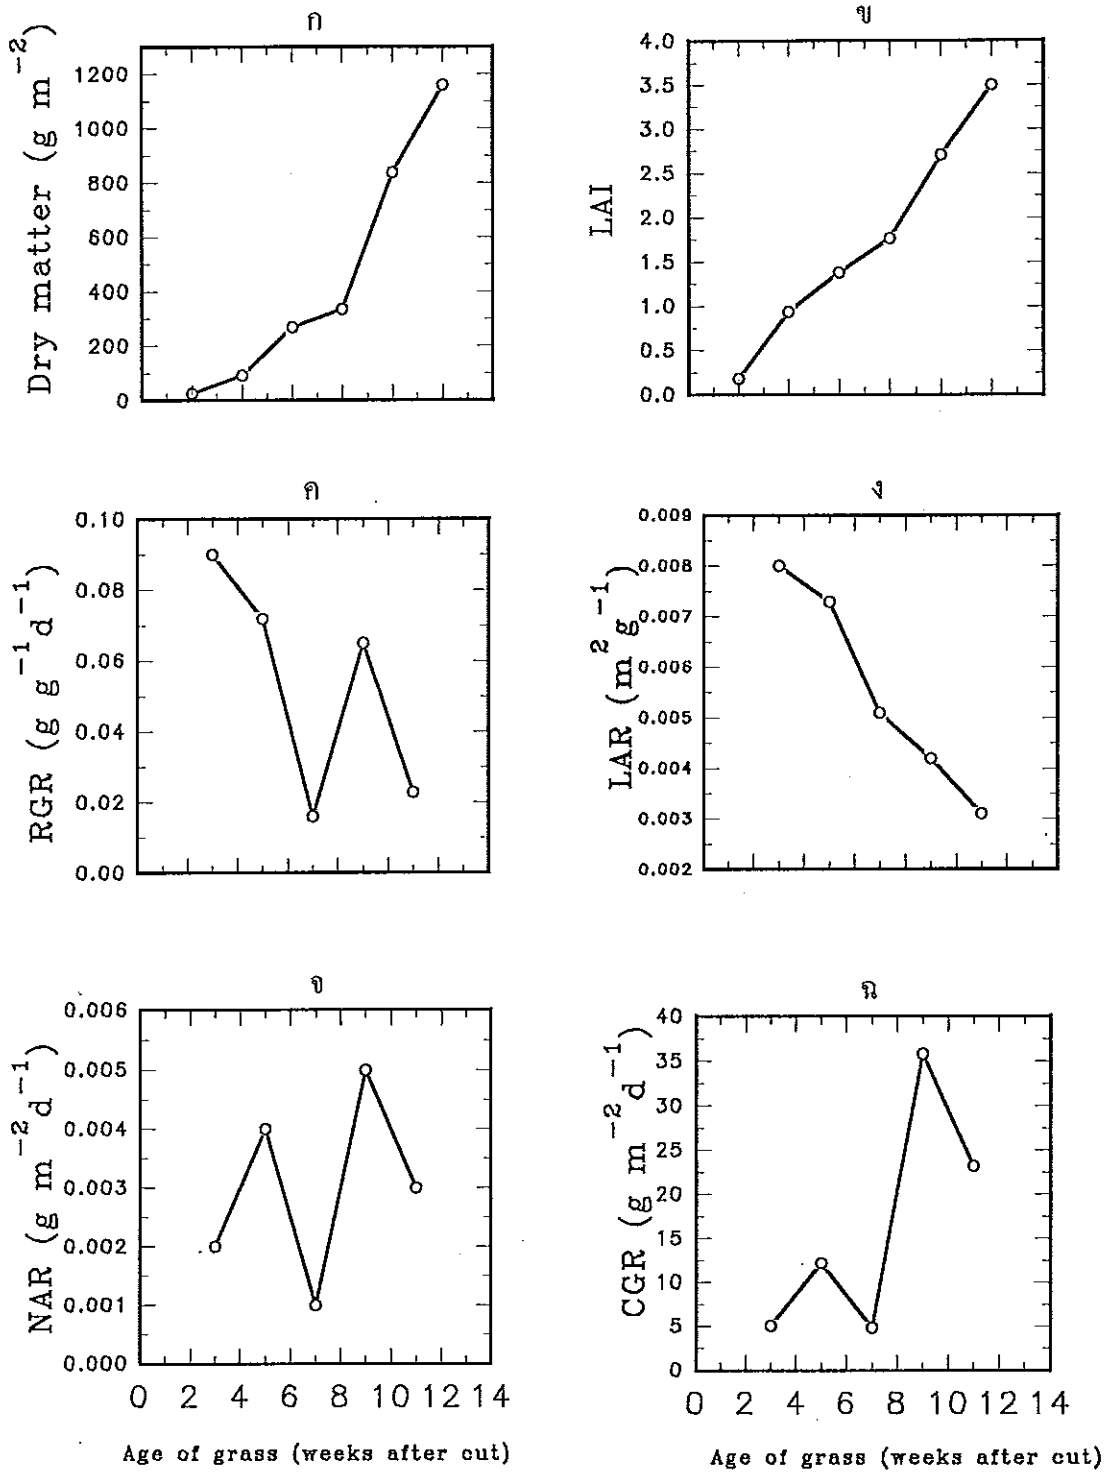 ก
Dry matter (g m⁻²)
1200
1000
800
600
400
200
0
ข
LAI
4.0
3.5
3.0
2.5
2.0
1.5
1.0
0.5
0.0
ค
RGR (g g⁻¹d⁻¹)
0.10
0.08
0.06
0.04
0.02
0.00
ง
LAR (m² g⁻¹)
0.009
0.008
0.007
0.006
0.005
0.004
0.003
0.002
จ
NAR (g m⁻²d⁻¹)
0.006
0.005
0.004
0.003
0.002
0.001
0.000
0 2 4 6 8 10 12 14
Age of grass (weeks after cut)
ฉ
CGR (g m⁻²d⁻¹)
40
35
30
25
20
15
10
5
0
0 2 4 6 8 10 12 14
Age of grass (weeks after cut)